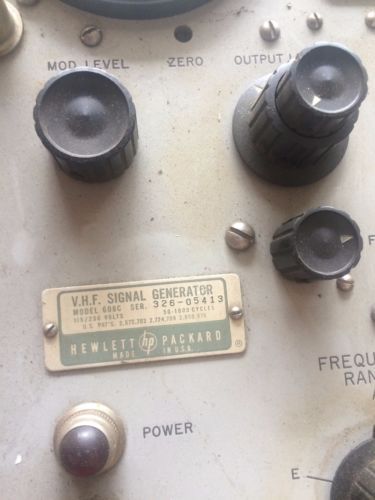 MOD. LEVEL
ZERO
OUTPUT
V.H.F. SIGNAL GENERATOR
MODEL 608C SER. 326-05413
115/230 VOLTS 50-1000 CYCLES
U.S. PAT'S.
HEWLETT hp PACKARD
MADE IN U.S.A.
F
FREQU
RAN
POWER
E